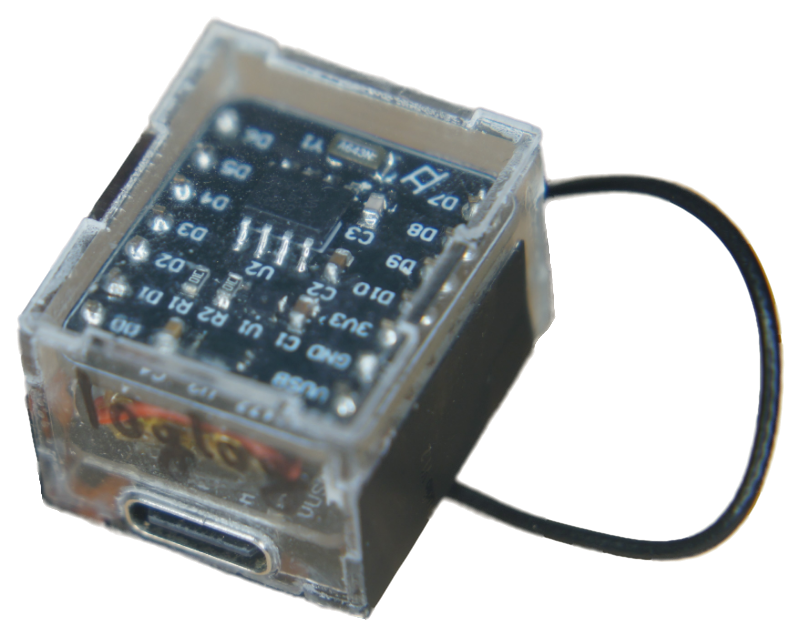 D6 Y1 D7
D5 D8
D4 C3 D9
D3 U2 C2 D10
D2 3V3
D1 R1 R2 U1 C1 GND
D0 VUSB
loglow